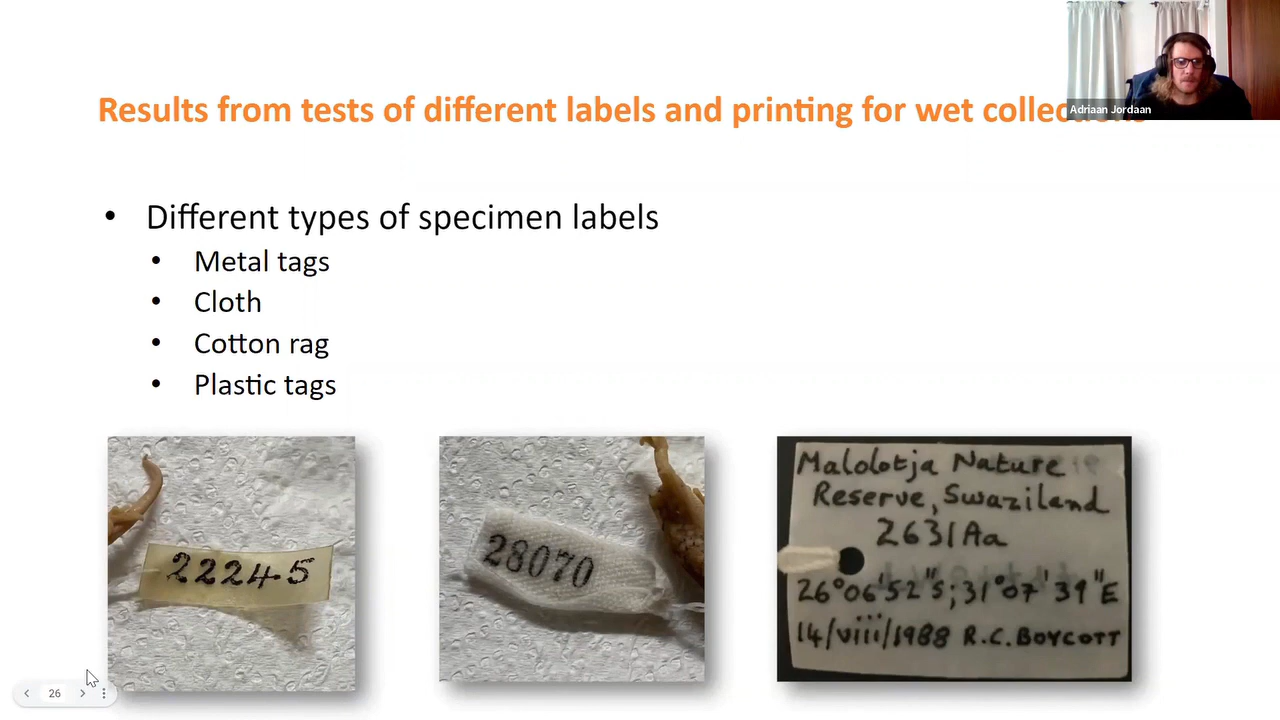 Results from tests of different labels and printing for wet
Adriaan Jordaan
• Different types of specimen labels
• Metal tags
• Cloth
• Cotton rag
• Plastic tags
22245
28070
Malolotja Nature
Reserve, Swaziland
2631Aa
26°06'52"S; 31°07'39"E
14/viii/1988 R.C. BOYCOTT
26